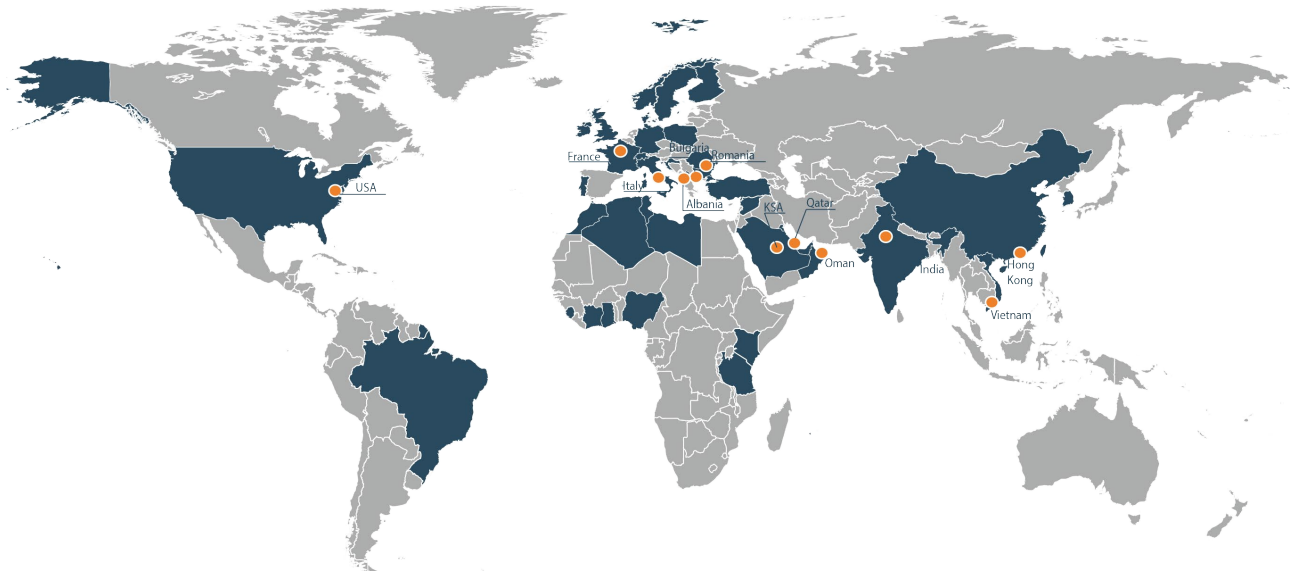 Bulgaria
France
Romania
Italy
USA
Albania
KSA
Qatar
Oman
India
Hong
Kong
Vietnam